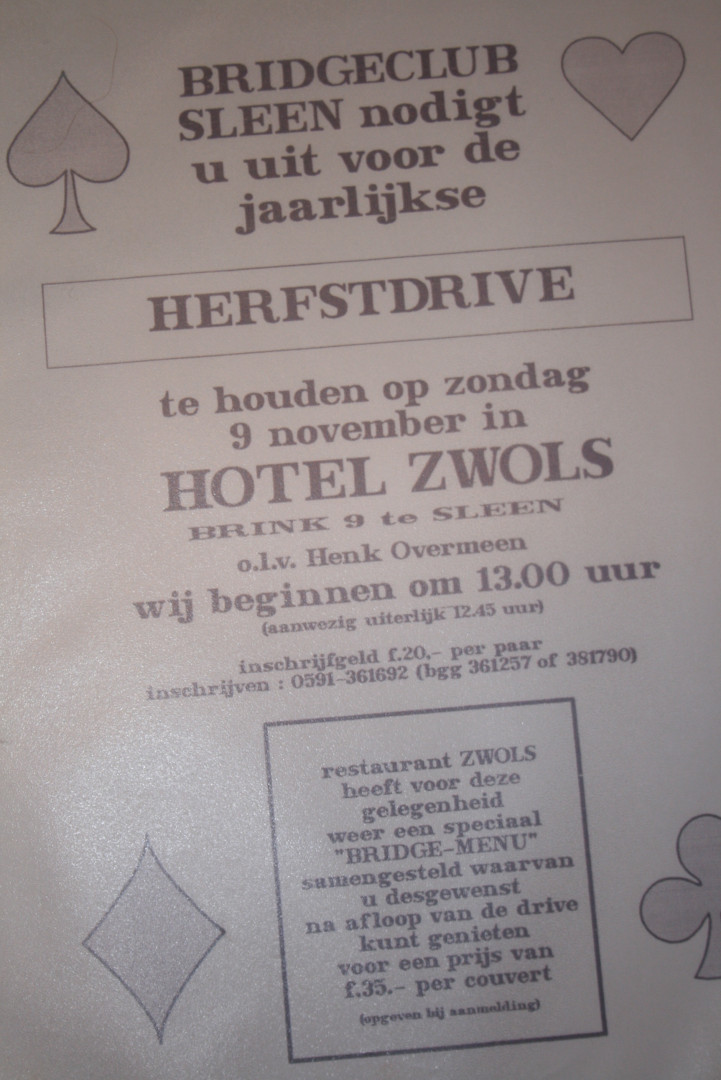 BRIDGECLUB
SLEEN nodigt
u uit voor de
jaarlijkse
HERFSTDRIVE
te houden op zondag
9 november in
HOTEL ZWOLS
BRINK 9 te SLEEN
o.l.v. Henk Overmeen
wij beginnen om 13.00 uur
(aanwezig uiterlijk 12.45 uur)
inschrijfgeld f.20,- per paar
inschrijven : 0591-361692 (bgg 361257 of 381790)
restaurant ZWOLS
heeft voor deze
gelegenheid
weer een speciaal
"BRIDGE-MENU"
samengesteld waarvan
u desgewenst
na afloop van de drive
kunt genieten
voor een prijs van
f.35.- per couvert
(opgeven bij aanmelding)